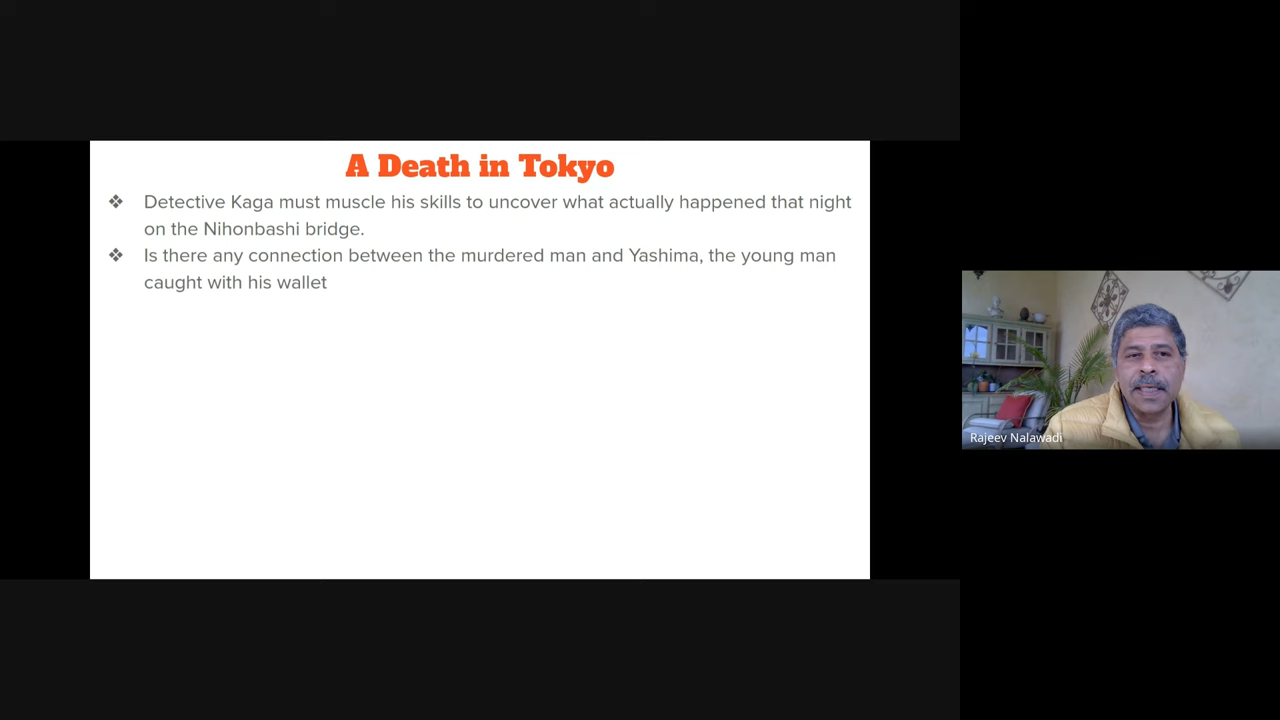 A Death in Tokyo
❖ Detective Kaga must muscle his skills to uncover what actually happened that night
on the Nihonbashi bridge.
❖ Is there any connection between the murdered man and Yashima, the young man
caught with his wallet
Rajeev Nalawadi